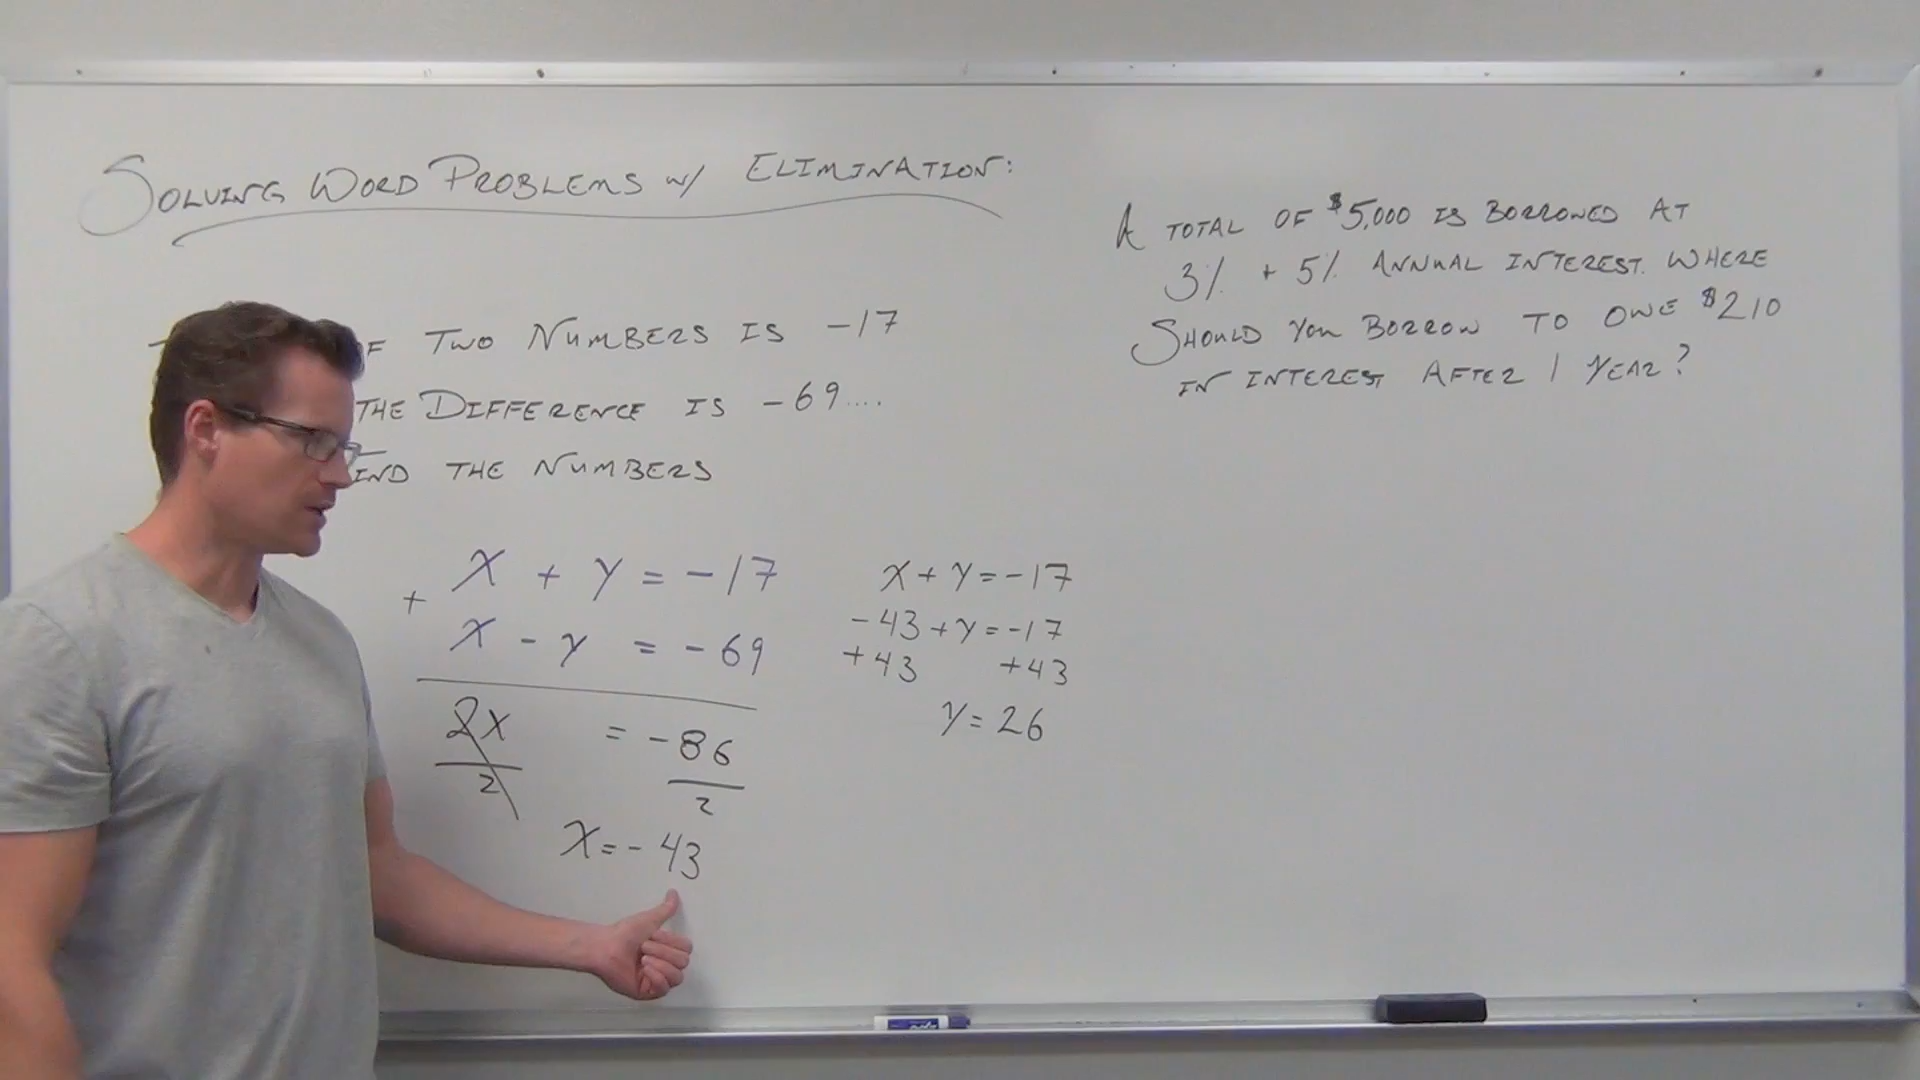 SOLVING WORD PROBLEMS W/ ELIMINATION:
TWO NUMBERS IS -17
THE DIFFERENCE IS -69....
THE NUMBERS
X + Y = -17
+
X - Y = -69
2X = -86
2 2
X = -43
X + Y = -17
-43 + Y = -17
+43 +43
Y = 26
A TOTAL OF $5,000 IS BORROWED AT
3% + 5% ANNUAL INTEREST. WHERE
SHOULD YOU BORROW TO OWE $210
IN INTEREST AFTER 1 YEAR?